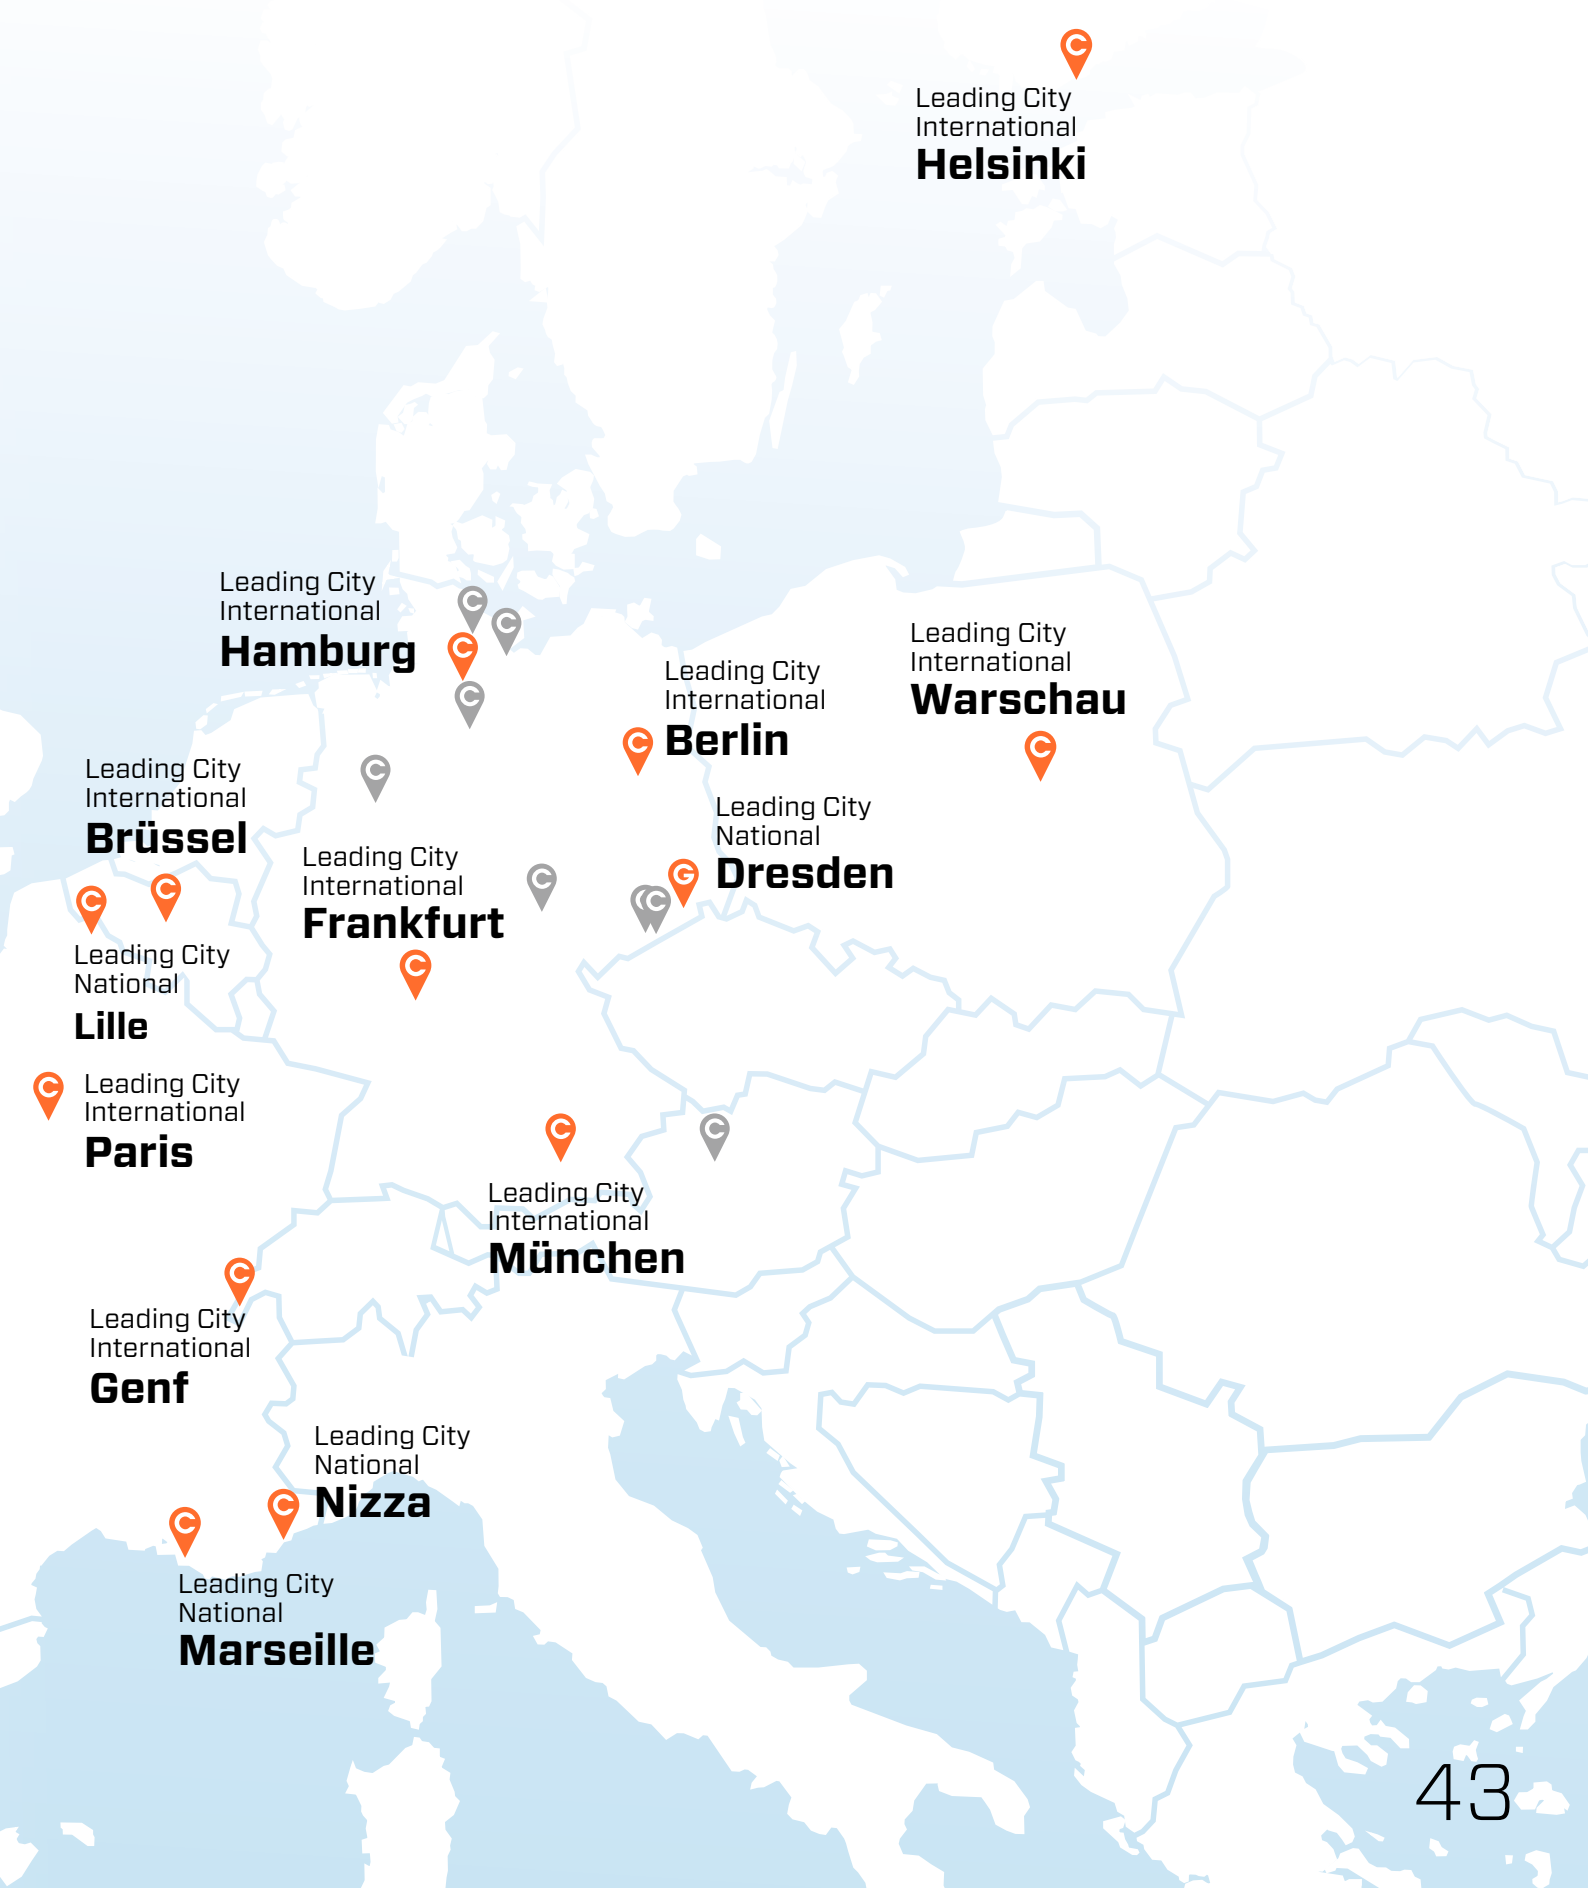 Leading City
International
Helsinki
Leading City
International
Hamburg
Leading City
International
Warschau
Leading City
International
Berlin
Leading City
International
Brüssel
Leading City
National
Dresden
Leading City
International
Frankfurt
Leading City
National
Lille
Leading City
International
Paris
Leading City
International
München
Leading City
International
Genf
Leading City
National
Nizza
Leading City
National
Marseille
43